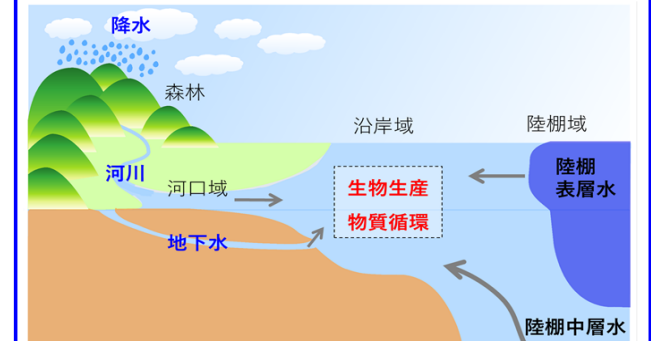 降水
森林
沿岸域
陸棚域
河川
河口域
生物生産
物質循環
陸棚
表層水
地下水
陸棚中層水